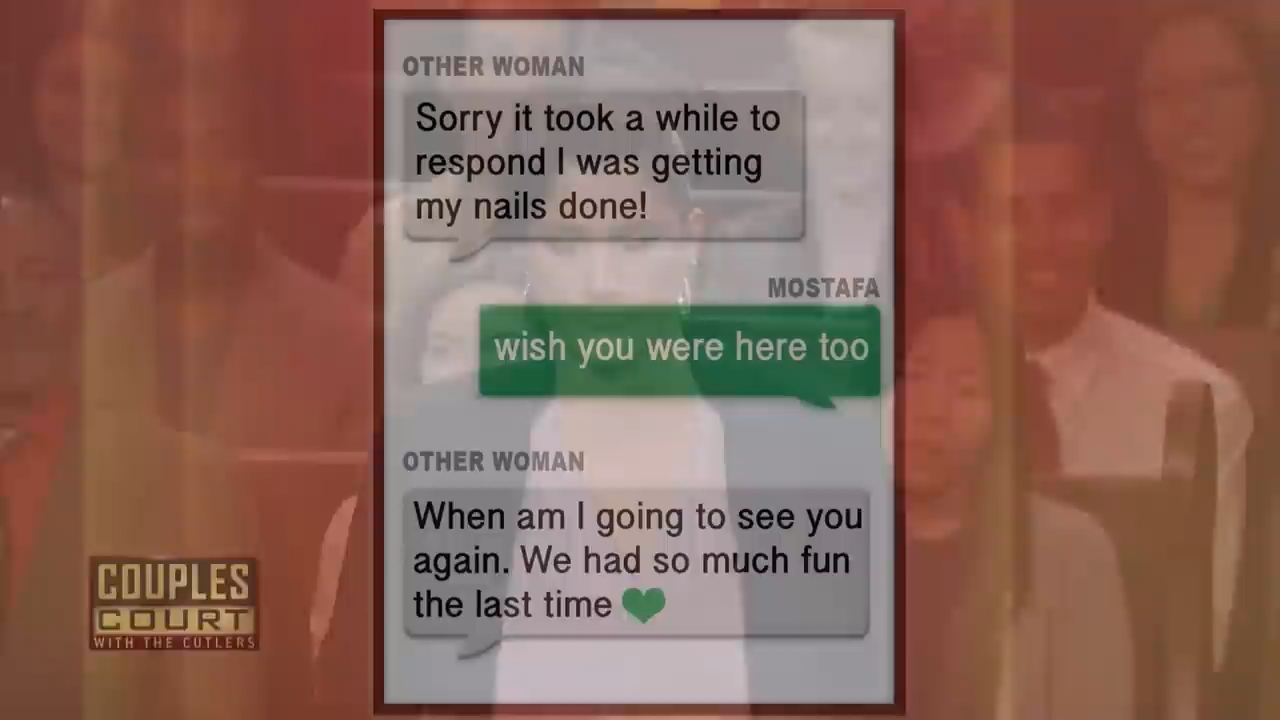 OTHER WOMAN
Sorry it took a while to
respond I was getting
my nails done!
MOSTAFA
wish you were here too
OTHER WOMAN
When am I going to see you
again. We had so much fun
the last time
COUPLES
COURT
WITH THE CUTLERS